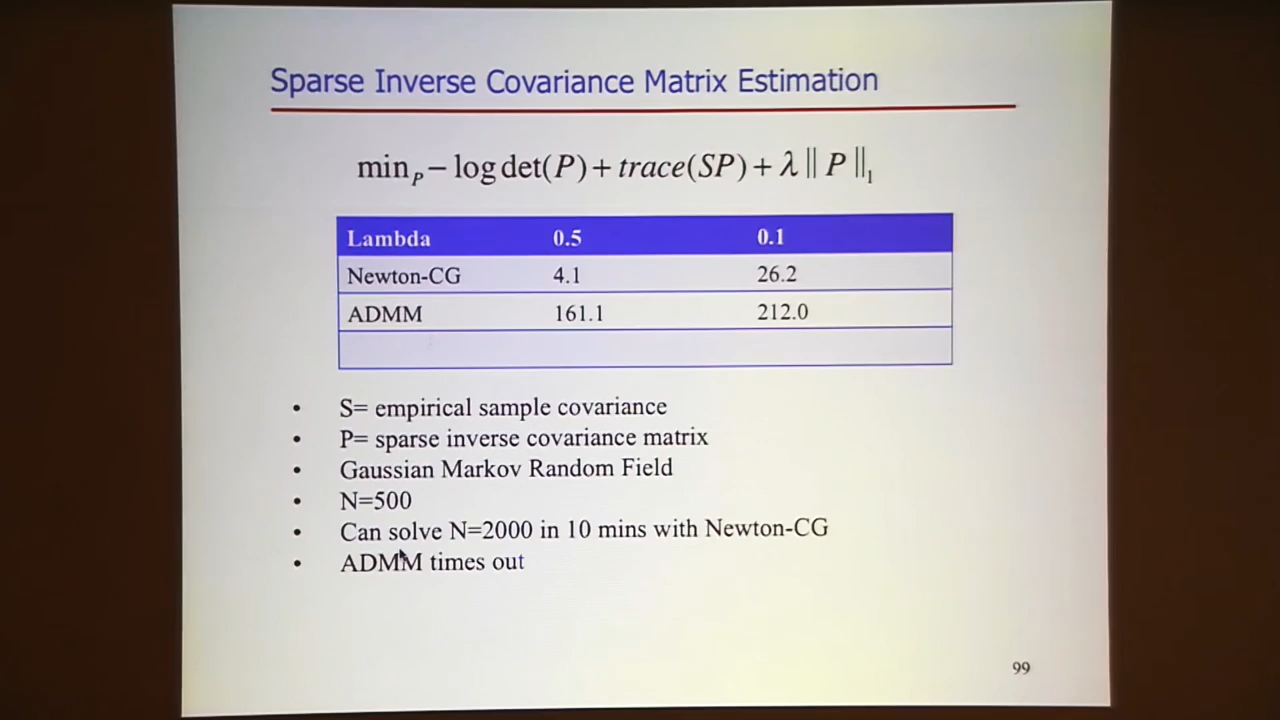 Sparse Inverse Covariance Matrix Estimation
min_P − log det(P) + trace(SP) + λ || P ||_1
Lambda 0.5 0.1
Newton-CG 4.1 26.2
ADMM 161.1 212.0
• S= empirical sample covariance
• P= sparse inverse covariance matrix
• Gaussian Markov Random Field
• N=500
• Can solve N=2000 in 10 mins with Newton-CG
• ADMM times out
99